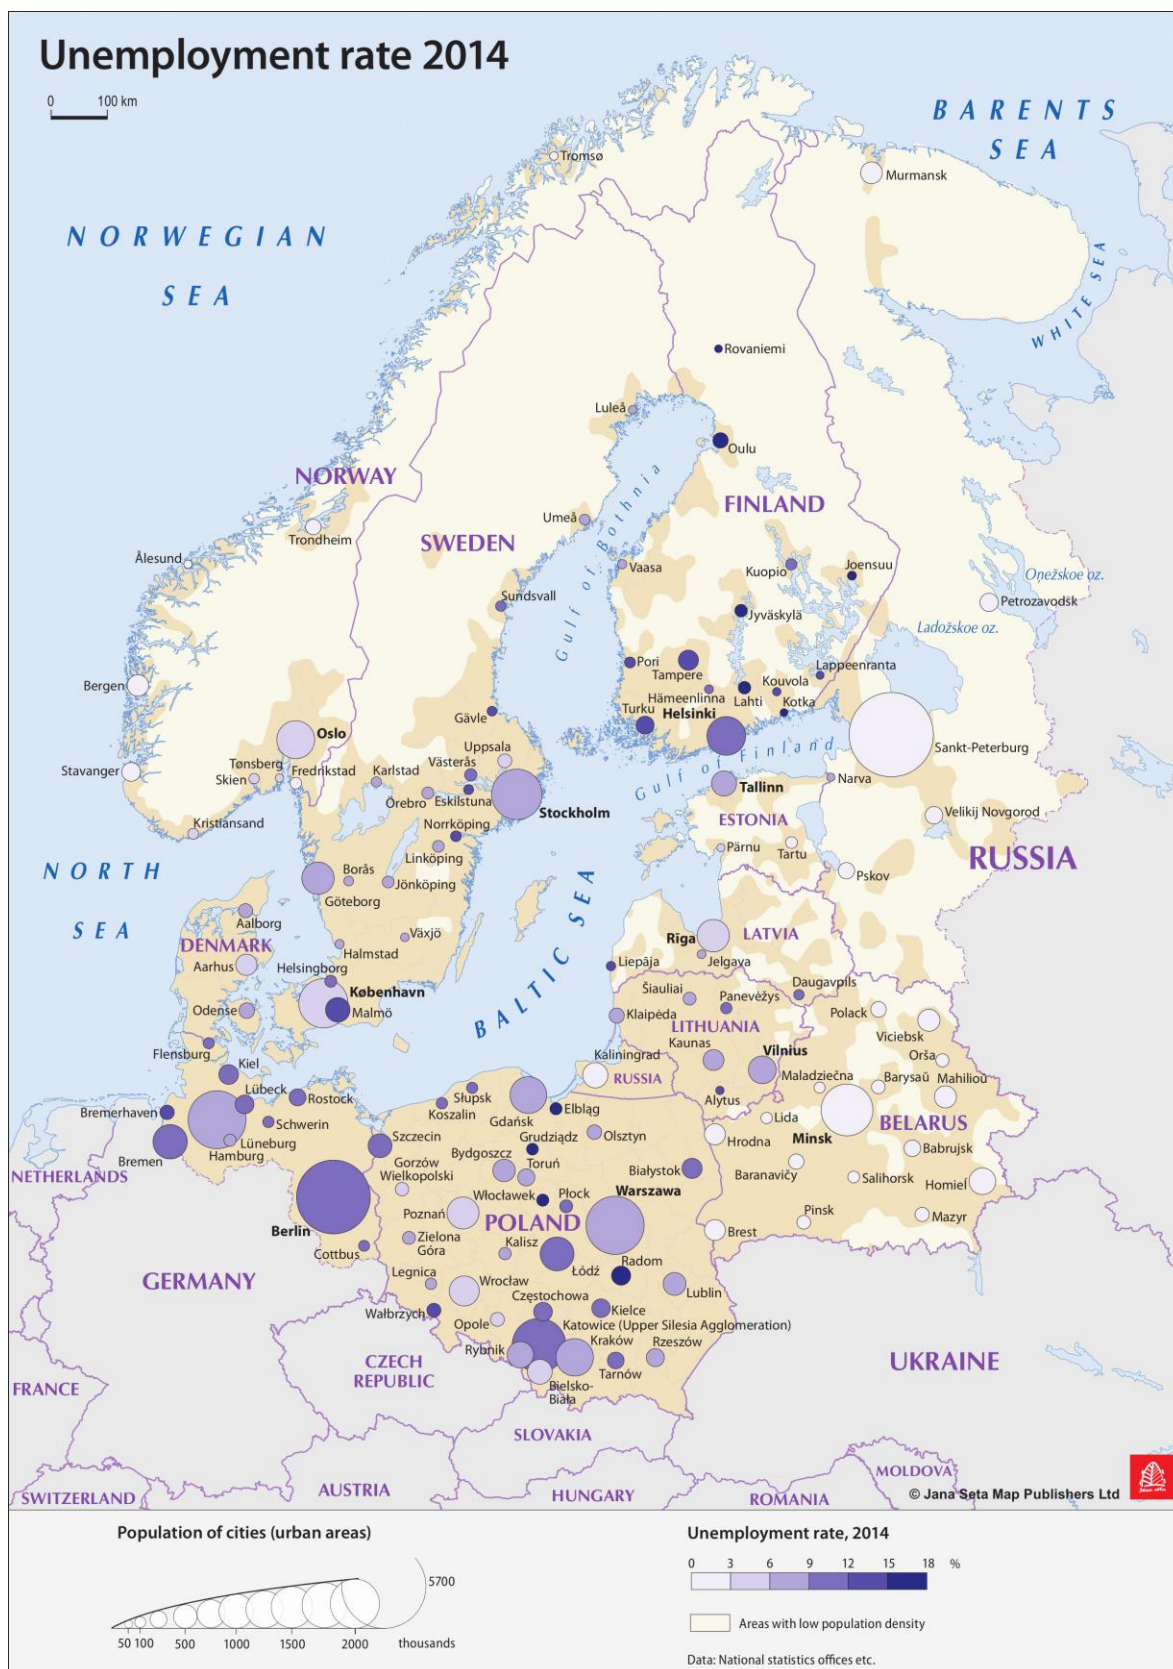 Unemployment rate 2014
0 100 km
BARENTS
SEA
Tromsø
Murmansk
NORWEGIAN
SEA
WHITE SEA
Rovaniemi
Luleå
Oulu
NORWAY
FINLAND
Umeå
Trondheim
SWEDEN
Gulf of Bothnia
Ålesund
Vaasa
Kuopio
Joensuu
Onežskoe oz.
Sundsvall
Petrozavodsk
Jyväskylä
Ladožskoe oz.
Pori
Tampere
Lappeenranta
Bergen
Hämeenlinna
Kouvola
Lahti
Kotka
Gävle
Turku
Helsinki
Oslo
Uppsala
Sankt-Peterburg
Gulf of Finland
Stavanger
Tønsberg
Skien
Fredrikstad
Karlstad
Västerås
Narva
Tallinn
Örebro
Eskilstuna
Stockholm
ESTONIA
Velikij Novgorod
Kristiansand
Norrköping
Linköping
Pärnu
Tartu
RUSSIA
NORTH
SEA
Borås
Jönköping
Pskov
Göteborg
BALTIC SEA
Aalborg
DENMARK
Växjö
Halmstad
Rīga
LATVIA
Aarhus
Helsingborg
Liepāja
Jelgava
København
Šiauliai
Panevėžys
Daugavpils
Odense
Malmö
Klaipėda
LITHUANIA
Polack
Viciebsk
Flensburg
Kaliningrad
Kaunas
Vilnius
Orša
Kiel
RUSSIA
Maladziečna
Barysaŭ
Mahilioŭ
Lübeck
Rostock
Słupsk
Koszalin
Alytus
Bremerhaven
Schwerin
Gdańsk
Elbląg
Lida
BELARUS
Lüneburg
Hamburg
Szczecin
Grudziądz
Olsztyn
Hrodna
Minsk
Bremen
Gorzów
Wielkopolski
Bydgoszcz
Toruń
Babrujsk
NETHERLANDS
Białystok
Baranavičy
Salihorsk
Homieĺ
Włocławek
Płock
Warszawa
Poznań
POLAND
Pinsk
Mazyr
Berlin
Brest
Zielona
Góra
Kalisz
Cottbus
Łódź
Radom
GERMANY
Legnica
Wrocław
Lublin
Częstochowa
Wałbrzych
Kielce
Opole
Katowice (Upper Silesia Agglomeration)
Rybnik
Kraków
Rzeszów
CZECH
REPUBLIC
Tarnów
UKRAINE
Bielsko-
Biała
FRANCE
SLOVAKIA
MOLDOVA
AUSTRIA
SWITZERLAND
HUNGARY
ROMANIA
© Jana Seta Map Publishers Ltd
Population of cities (urban areas)
5700
50 100 500 1000 1500 2000 thousands
Unemployment rate, 2014
0 3 6 9 12 15 18 %
Areas with low population density
Data: National statistics offices etc.